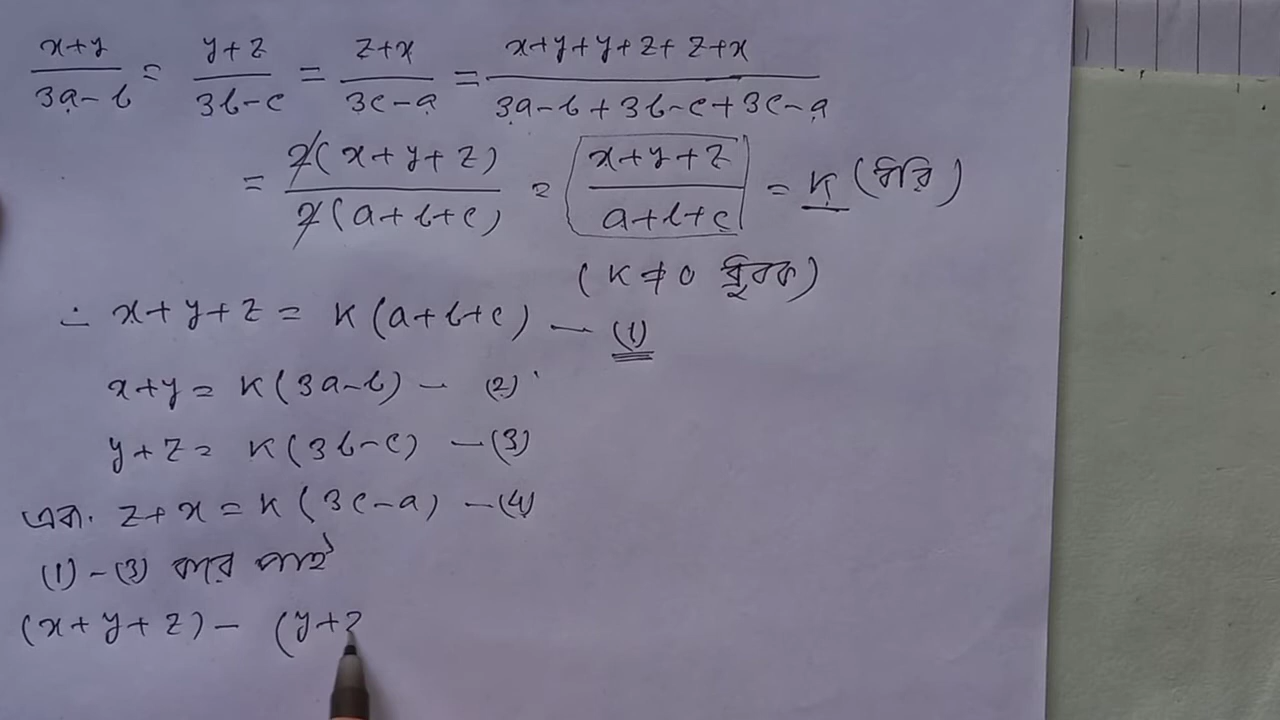 x+y/3a-b = y+z/3b-c = z+x/3c-a = x+y+y+z+z+x/3a-b+3b-c+3c-a
= 2(x+y+z)/2(a+b+c) = x+y+z/a+b+c = K (ধরি)
(K ≠ 0 ধ্রুবক)
∴ x+y+z = K(a+b+c) — (1)
x+y = K(3a-b) — (2)
y+z = K(3b-c) — (3)
এবং z+x = K(3c-a) — (4)
(1) - (3) করে পাই
(x+y+z) - (y+z